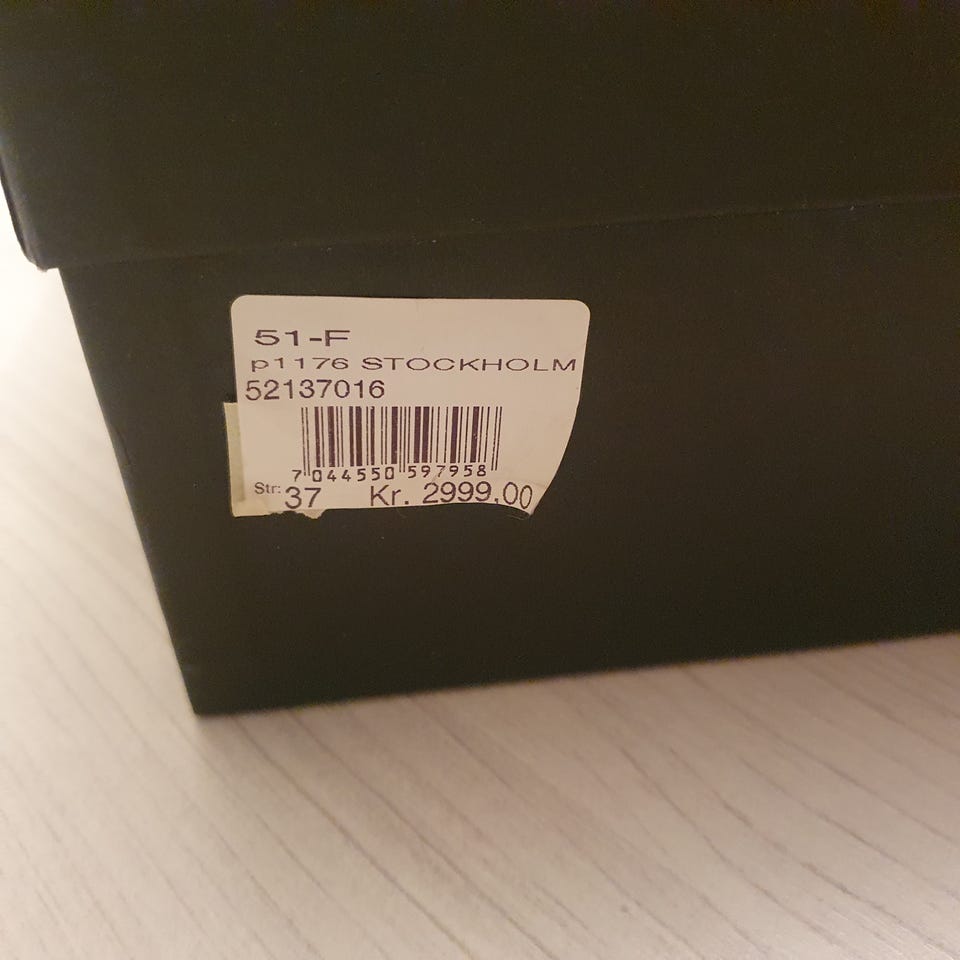 51-F
p1176 STOCKHOLM
52137016
7 044550 597958
Str: 37 Kr. 2999,00